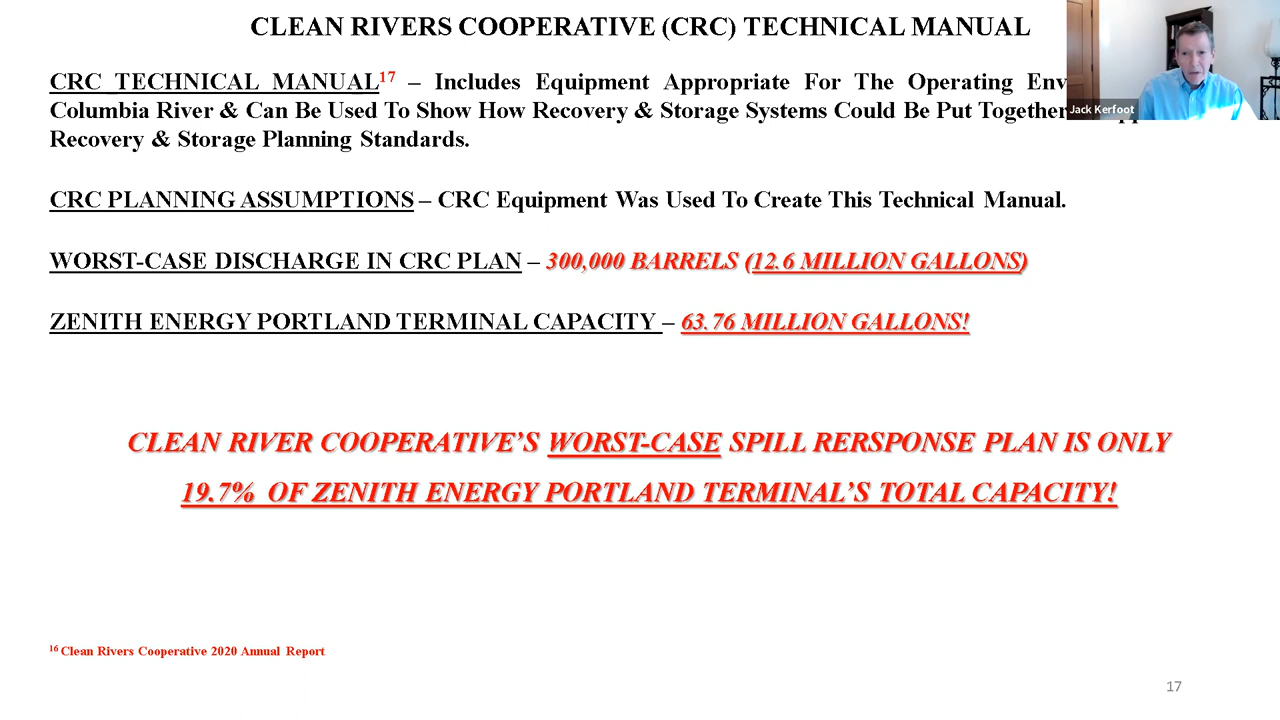 CLEAN RIVERS COOPERATIVE (CRC) TECHNICAL MANUAL
CRC TECHNICAL MANUAL17 – Includes Equipment Appropriate For The Operating
Columbia River & Can Be Used To Show How Recovery & Storage Systems Could Be Put Together
Recovery & Storage Planning Standards.
Jack Kerfoot
CRC PLANNING ASSUMPTIONS – CRC Equipment Was Used To Create This Technical Manual.
WORST-CASE DISCHARGE IN CRC PLAN – 300,000 BARRELS (12.6 MILLION GALLONS)
ZENITH ENERGY PORTLAND TERMINAL CAPACITY – 63.76 MILLION GALLONS!
CLEAN RIVER COOPERATIVE’S WORST-CASE SPILL RERSPONSE PLAN IS ONLY
19.7% OF ZENITH ENERGY PORTLAND TERMINAL’S TOTAL CAPACITY!
16 Clean Rivers Cooperative 2020 Annual Report
17